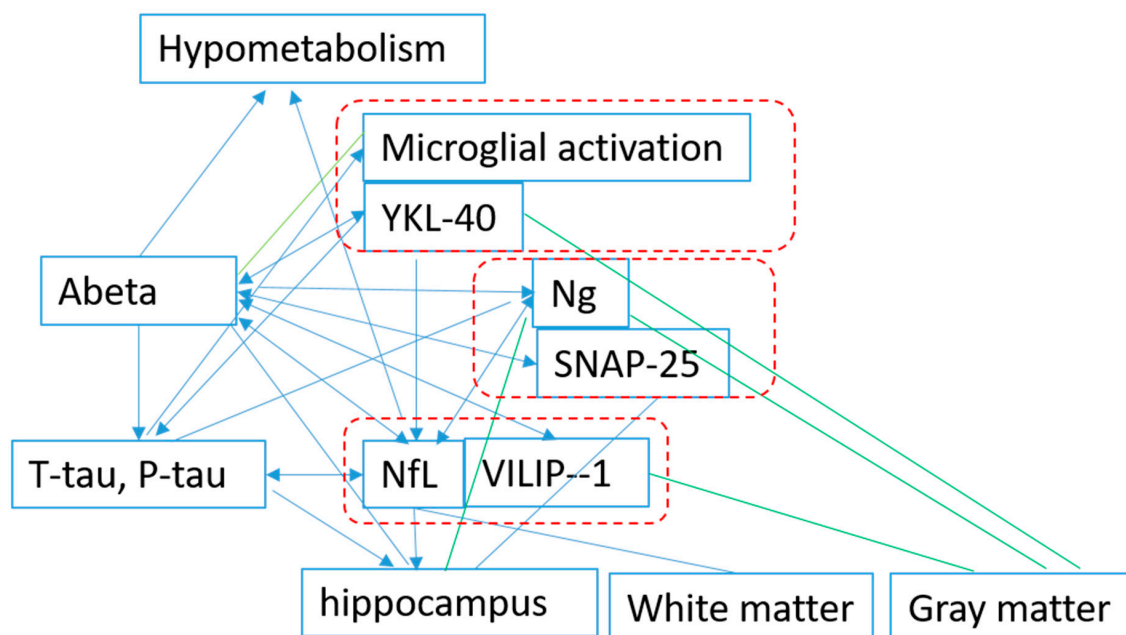 Hypometabolism
Microglial activation
YKL-40
Abeta
Ng
SNAP-25
T-tau, P-tau
NfL
VILIP--1
hippocampus
White matter
Gray matter